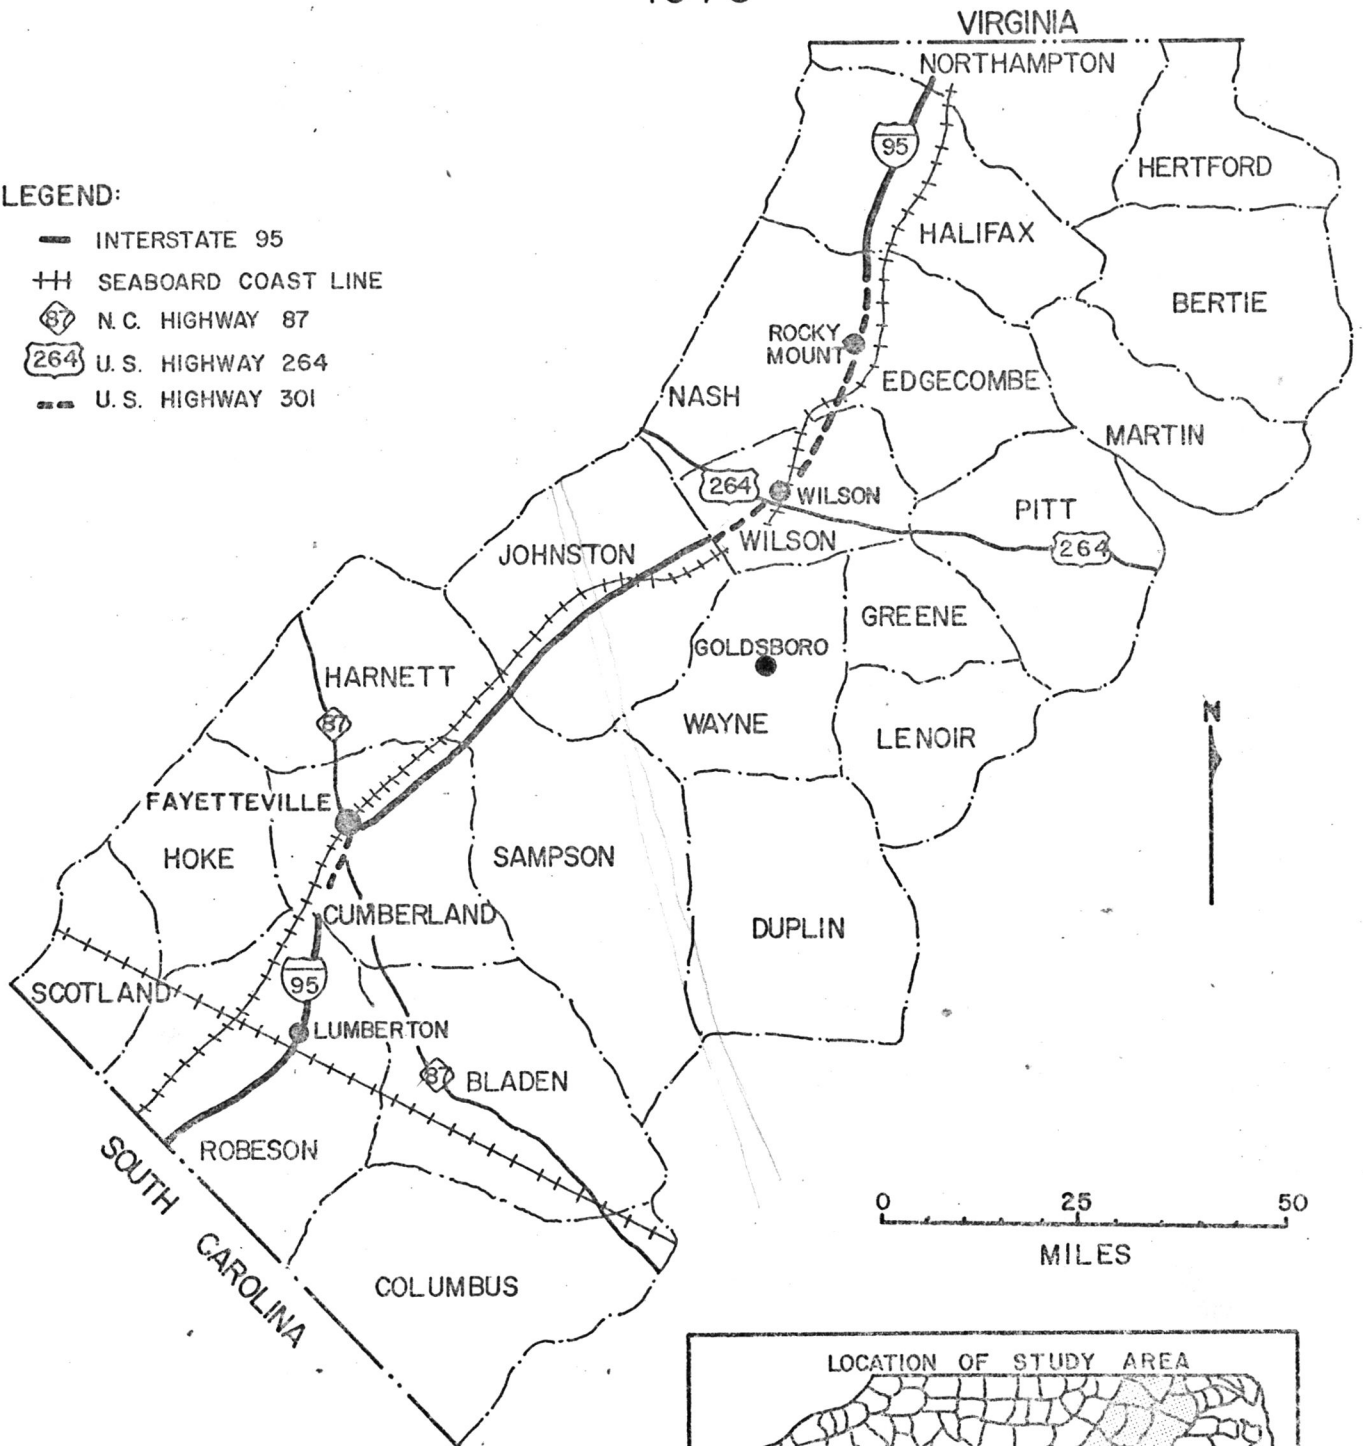 VIRGINIA
NORTHAMPTON
95
HERTFORD
LEGEND:
INTERSTATE 95
SEABOARD COAST LINE
87 N.C. HIGHWAY 87
264 U.S. HIGHWAY 264
U.S. HIGHWAY 301
HALIFAX
BERTIE
ROCKY
MOUNT
EDGECOMBE
NASH
MARTIN
264
WILSON
PITT
WILSON
264
JOHNSTON
GREENE
GOLDSBORO
HARNETT
87
WAYNE
LENOIR
N
FAYETTEVILLE
HOKE
SAMPSON
CUMBERLAND
DUPLIN
95
SCOTLAND
LUMBERTON
87
BLADEN
ROBESON
SOUTH CAROLINA
COLUMBUS
0 25 50
MILES
LOCATION OF STUDY AREA